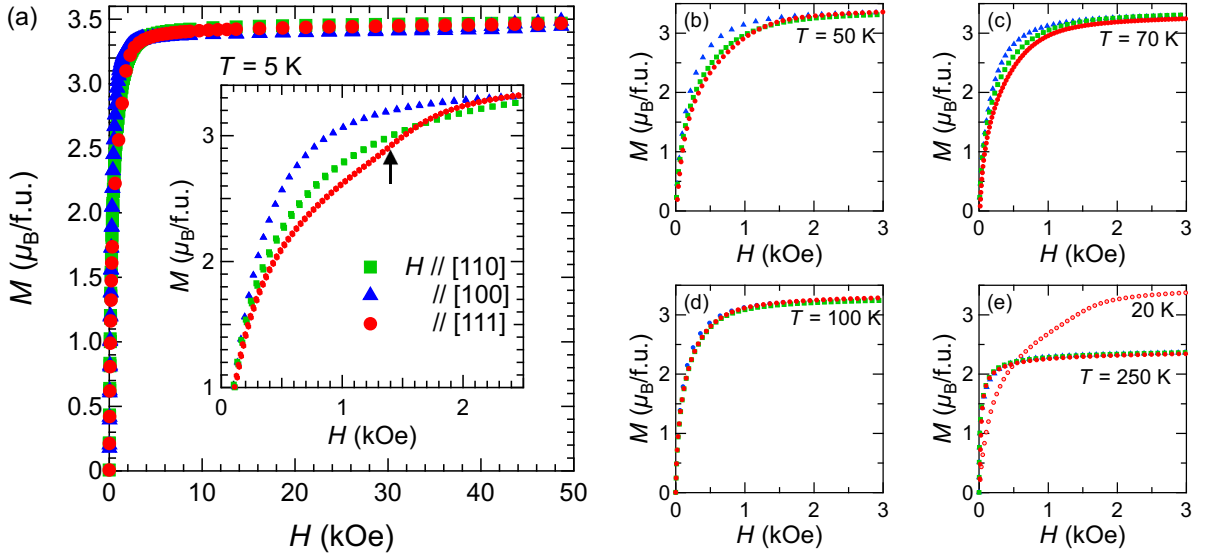 (a)
T = 5 K
M (μB/f.u.)
H (kOe)
3.5
3.0
2.5
2.0
1.5
1.0
0.5
0
0
10
20
30
40
50
M (μB/f.u.)
H (kOe)
3
2
1
0
1
2
H // [110]
// [100]
// [111]
(b)
T = 50 K
M (μB/f.u.)
H (kOe)
5
4
3
2
1
0
0
1
2
3
(c)
T = 70 K
M (μB/f.u.)
H (kOe)
5
4
3
2
1
0
0
1
2
3
(d)
T = 100 K
M (μB/f.u.)
H (kOe)
3
2
1
0
0
1
2
3
(e)
20 K
T = 250 K
M (μB/f.u.)
H (kOe)
3
2
1
0
0
1
2
3